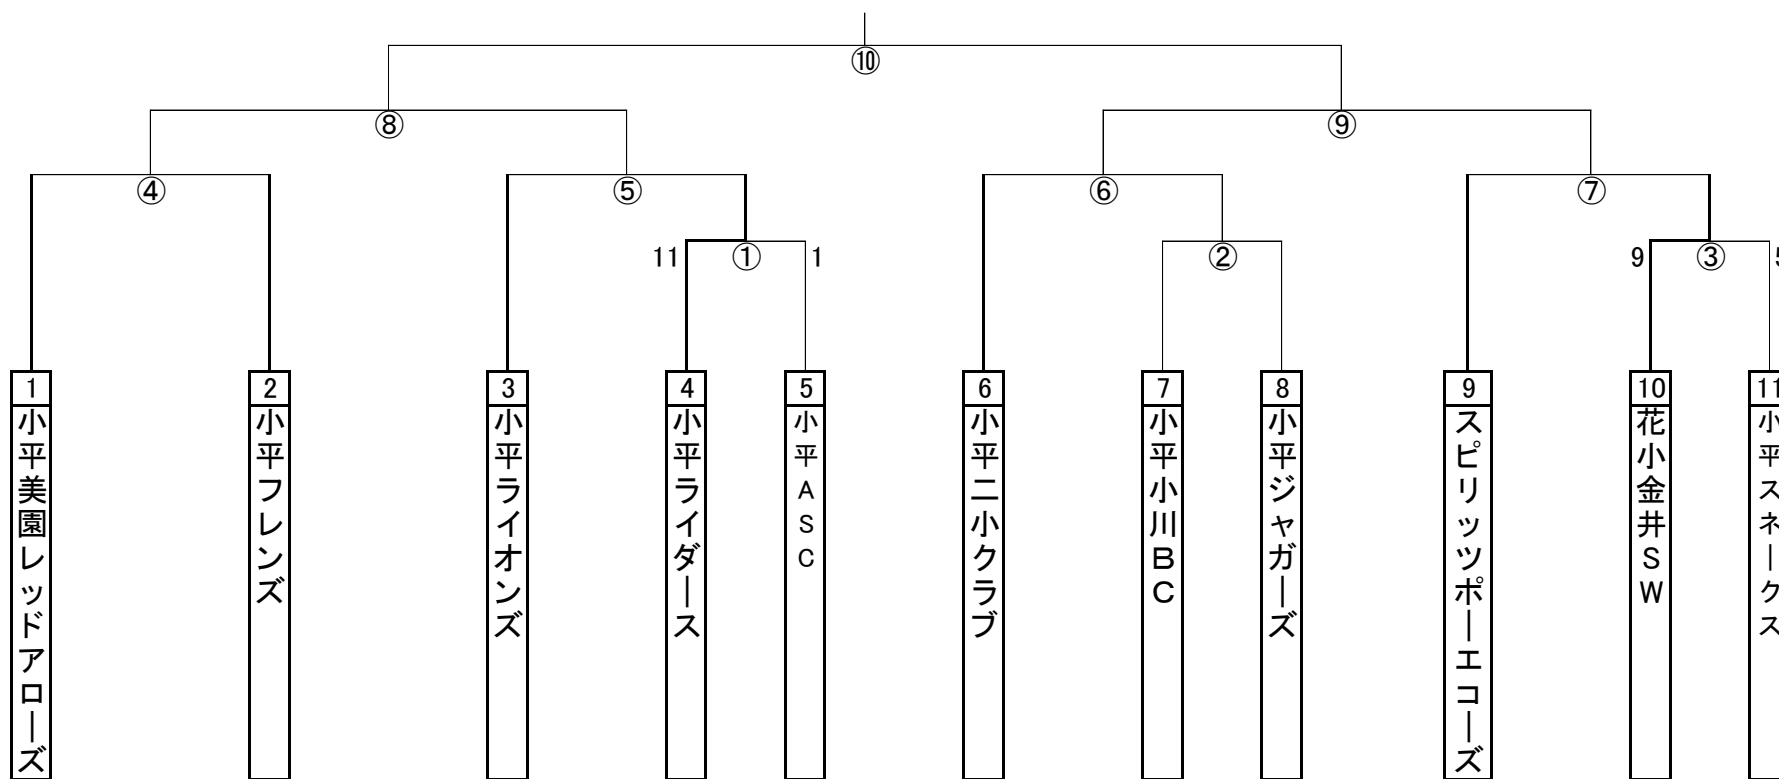 ⑩
⑧
⑨
④
⑤
⑥
⑦
11
①
1
②
9
③
1
小平美園レッドアローズ
2
小平フレンズ
3
小平ライオンズ
4
小平ライダース
5
小平ASC
6
小平二小クラブ
7
小平小川BC
8
小平ジャガーズ
9
スピリッツポーエコーズ
10
花小金井SW
11
小平スネークス